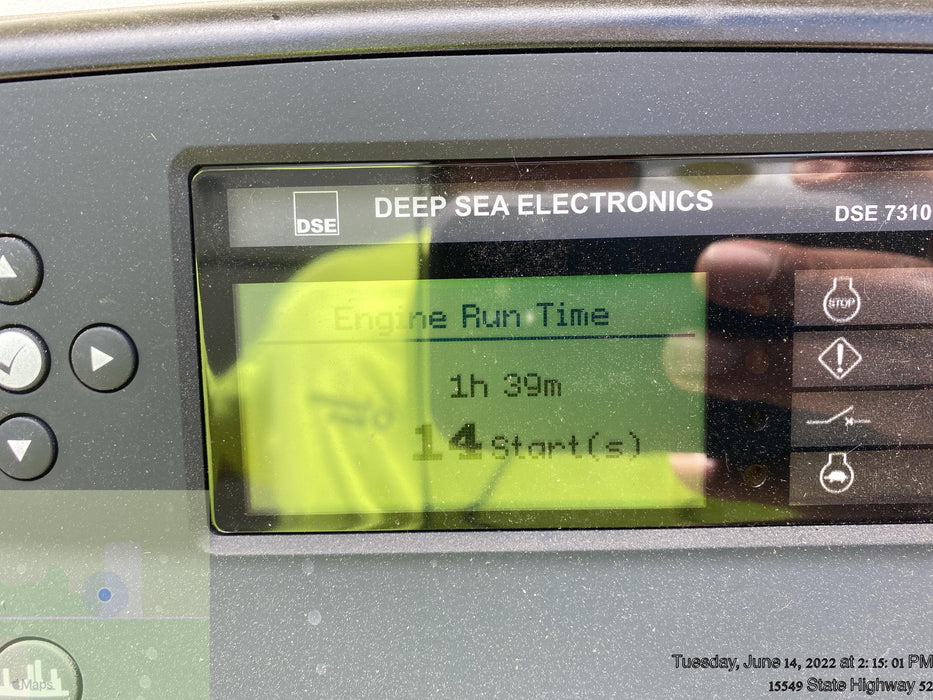 DSE
DEEP SEA ELECTRONICS
DSE 7310
Engine Run Time
STOP
1h 39m
14 Start(s)
Tuesday, June 14, 2022 at 2:15:01 PM
15549 State Highway 52
Maps